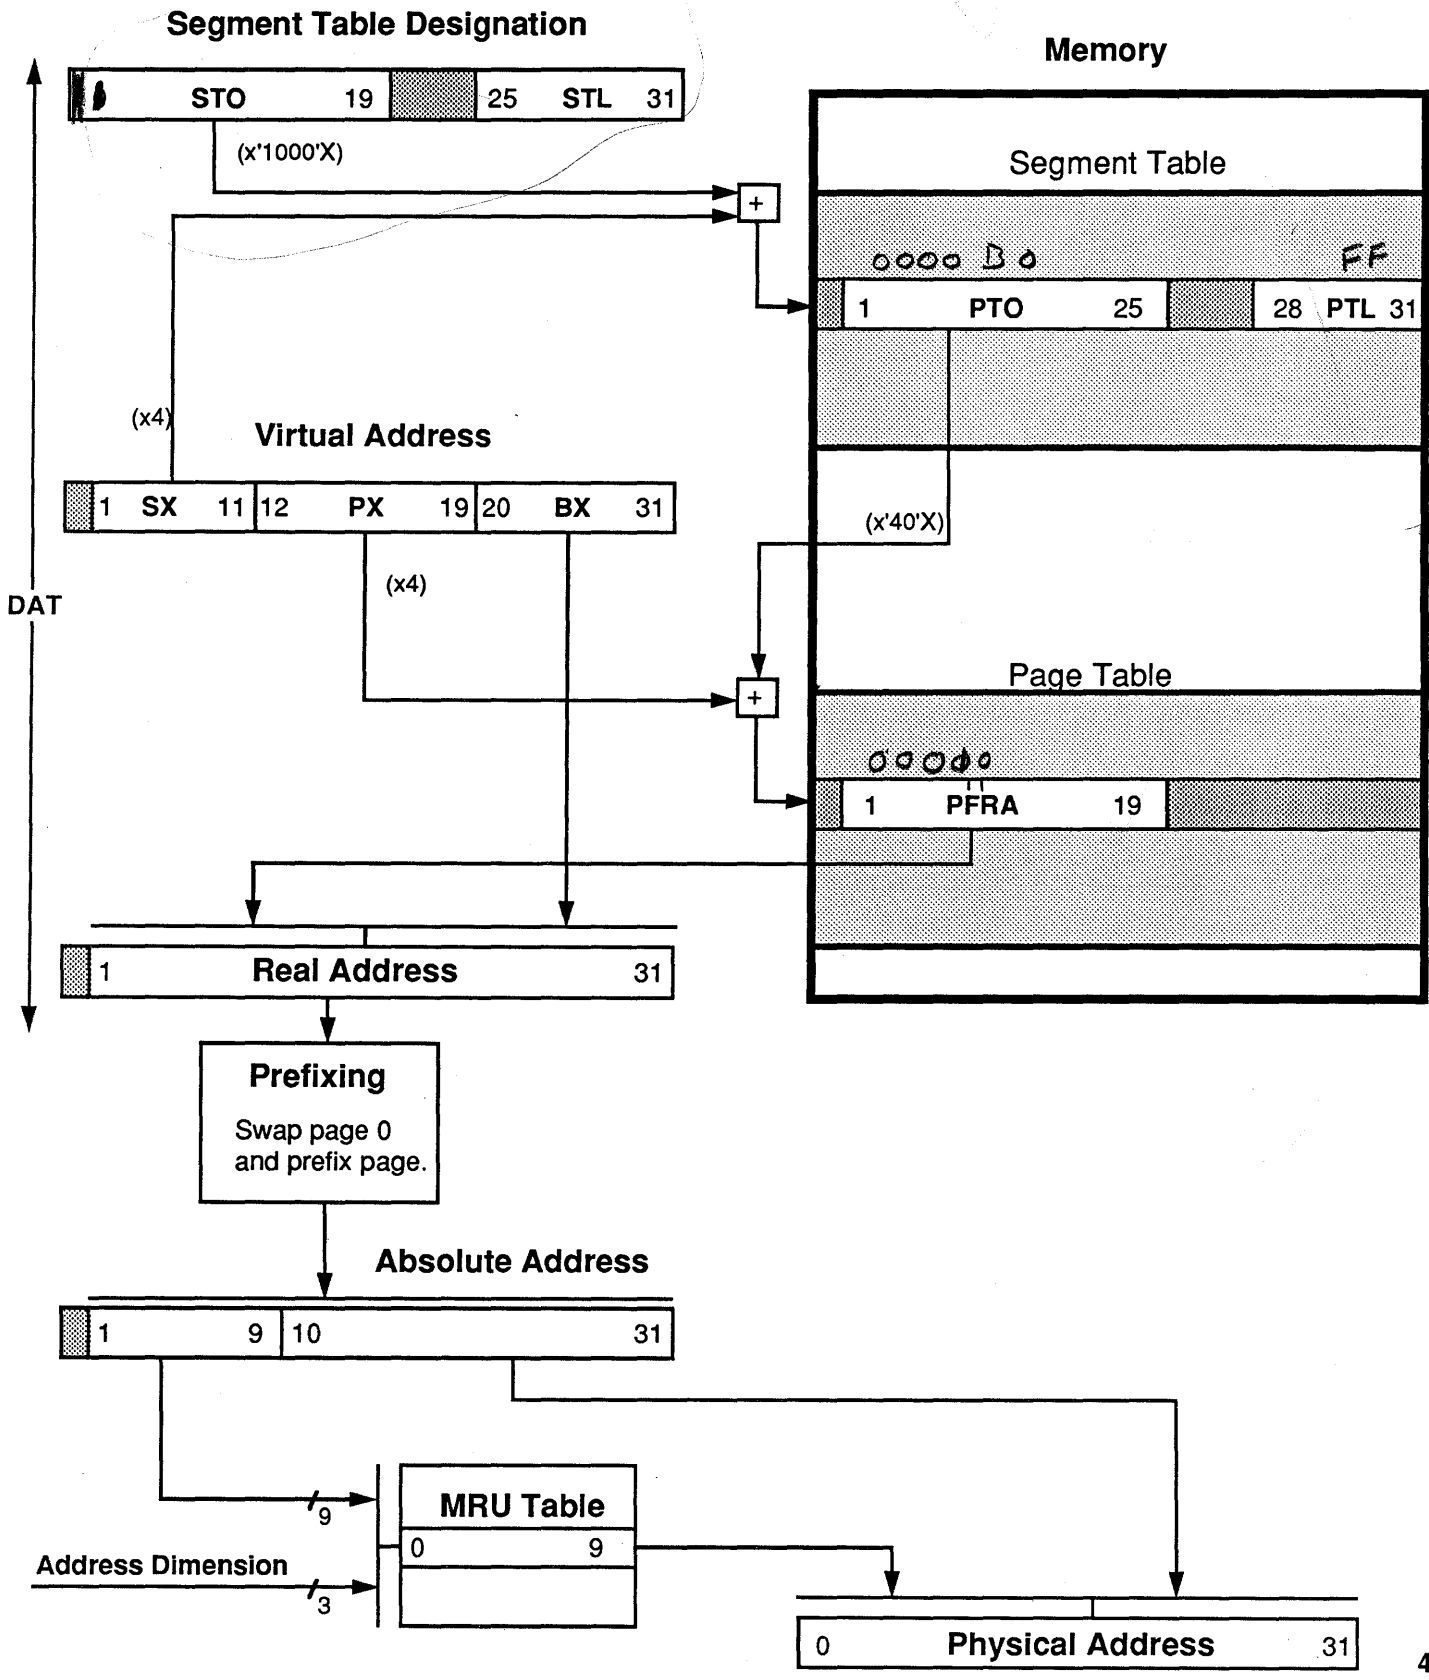 Segment Table Designation
Memory
STO 19 25 STL 31
(x'1000'X)
Segment Table
+
0000 B0 FF
1 PTO 25 28 PTL 31
(x4)
Virtual Address
1 SX 11 12 PX 19 20 BX 31
(x'40'X)
(x4)
DAT
Page Table
+
1 PFRA 19
1 Real Address 31
Prefixing
Swap page 0
and prefix page.
Absolute Address
1 9 10 31
9
MRU Table
0 9
Address Dimension
3
0 Physical Address 31
4